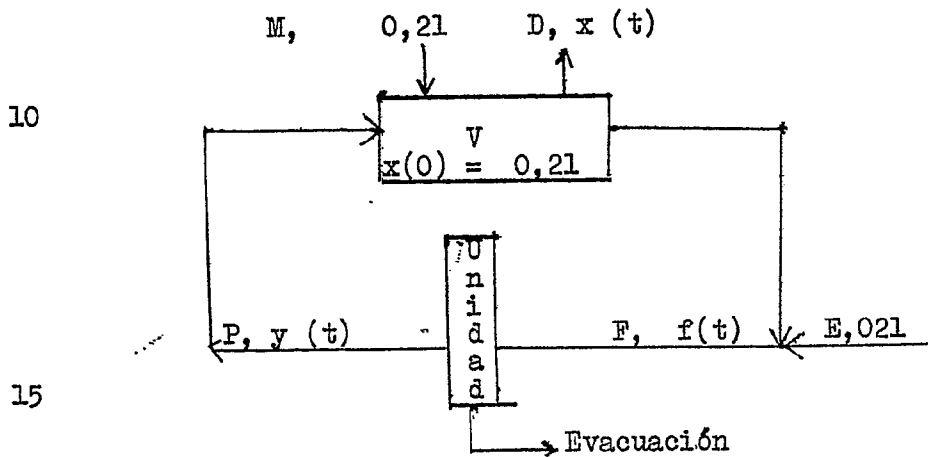 M, 0,21 D, x (t)
10
V
x(0) = 0,21
Unidad
P, y (t)
F, f(t)
E,021
15
Evacuación